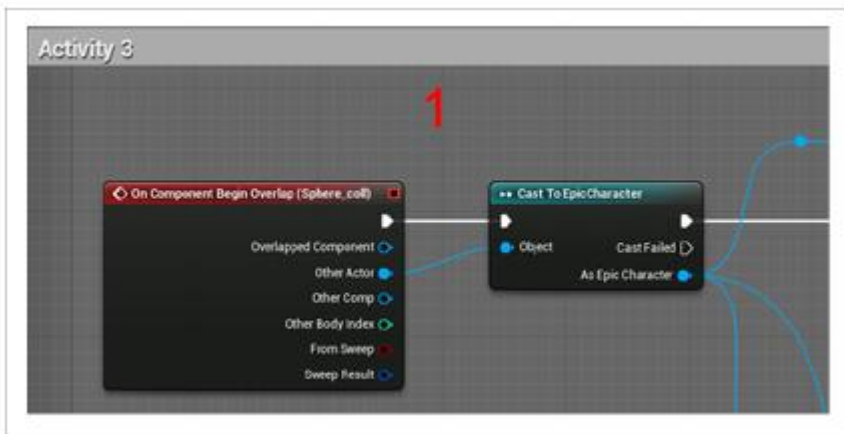 Activity 3
1
On Component Begin Overlap (Sphere_coll)
Overlapped Component
Other Actor
Other Comp
Other Body Index
From Sweep
Sweep Result
Cast To EpicCharacter
Object
Cast Failed
As Epic Character